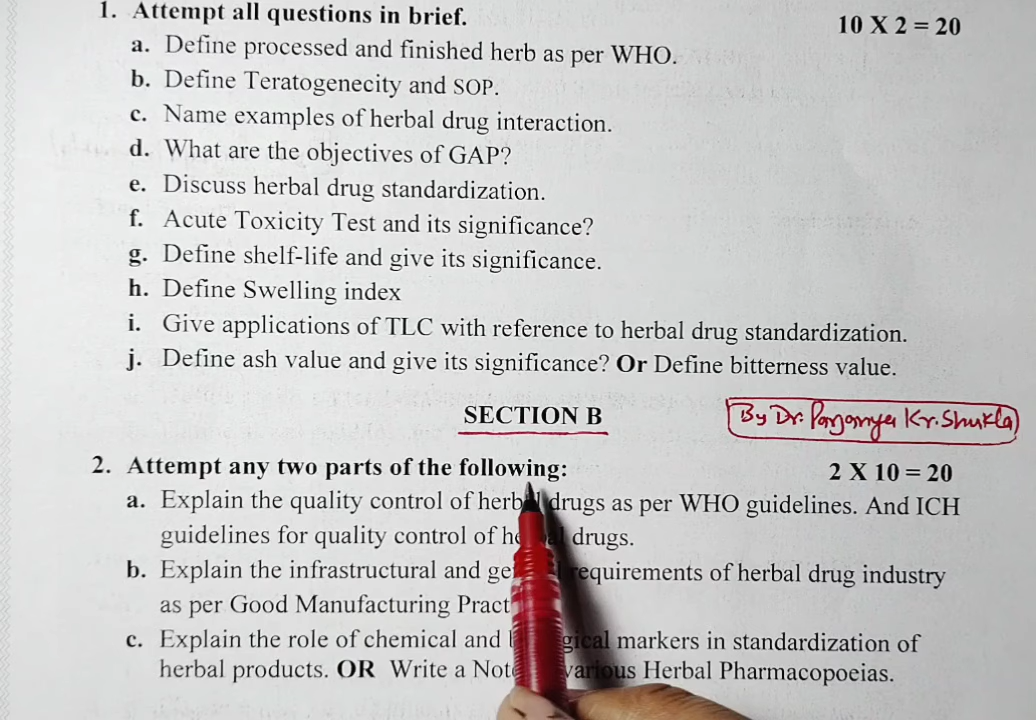 1. Attempt all questions in brief. 10 X 2 = 20
a. Define processed and finished herb as per WHO.
b. Define Teratogenecity and SOP.
c. Name examples of herbal drug interaction.
d. What are the objectives of GAP?
e. Discuss herbal drug standardization.
f. Acute Toxicity Test and its significance?
g. Define shelf-life and give its significance.
h. Define Swelling index
i. Give applications of TLC with reference to herbal drug standardization.
j. Define ash value and give its significance? Or Define bitterness value.
SECTION B
By Dr. Kr. Shukla
2. Attempt any two parts of the following: 2 X 10 = 20
a. Explain the quality control of herbal drugs as per WHO guidelines. And ICH
guidelines for quality control of drugs.
b. Explain the infrastructural and requirements of herbal drug industry
as per Good Manufacturing
c. Explain the role of chemical and markers in standardization of
herbal products. OR Write a various Herbal Pharmacopoeias.